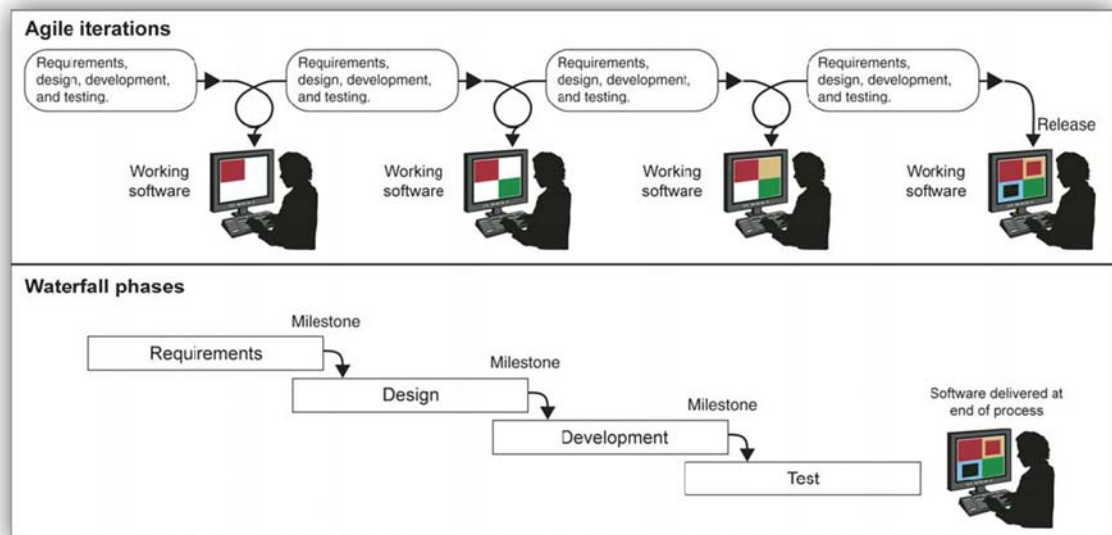 Agile iterations
Requirements,
design, development,
and testing.
Requirements,
design, development,
and testing.
Requirements,
design, development,
and testing.
Requirements,
design, development,
and testing.
Release
Working
software
Working
software
Working
software
Working
software
Waterfall phases
Milestone
Requirements
Milestone
Design
Milestone
Development
Test
Software delivered at
end of process